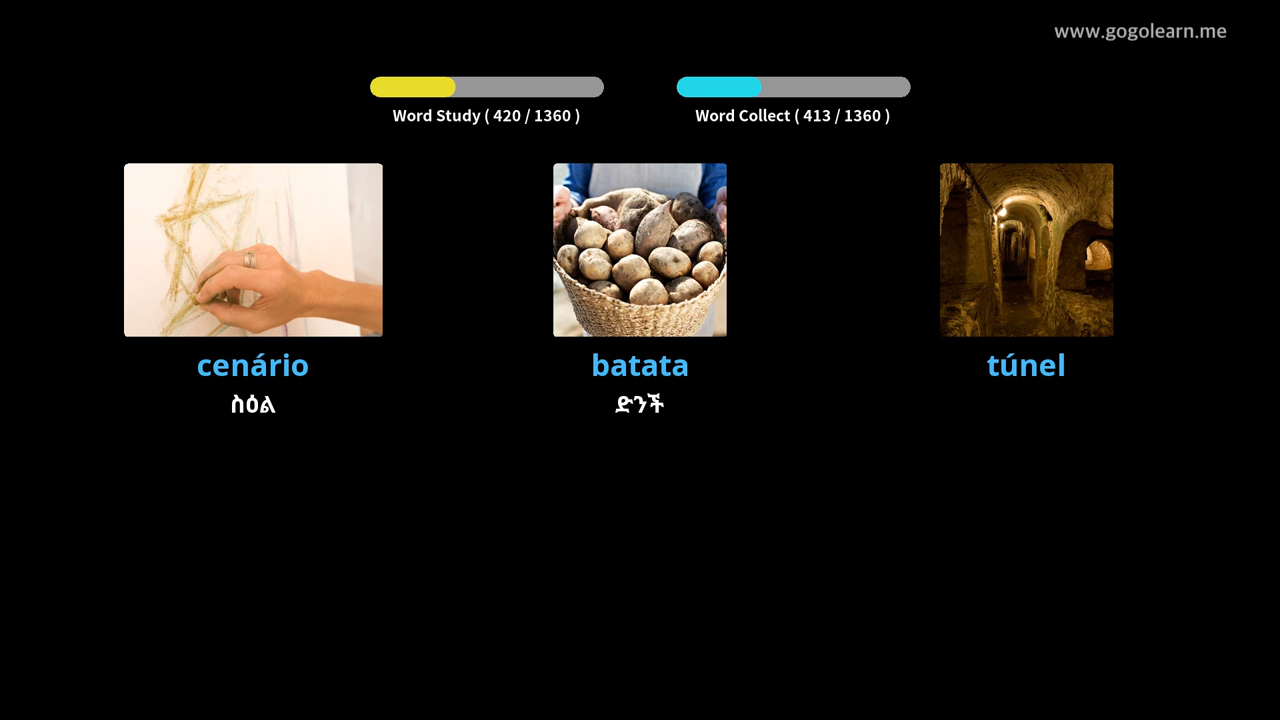 www.gogolearn.me
Word Study ( 420 / 1360 )
Word Collect ( 413 / 1360 )
cenário
batata
túnel
ስዕል
ድንች